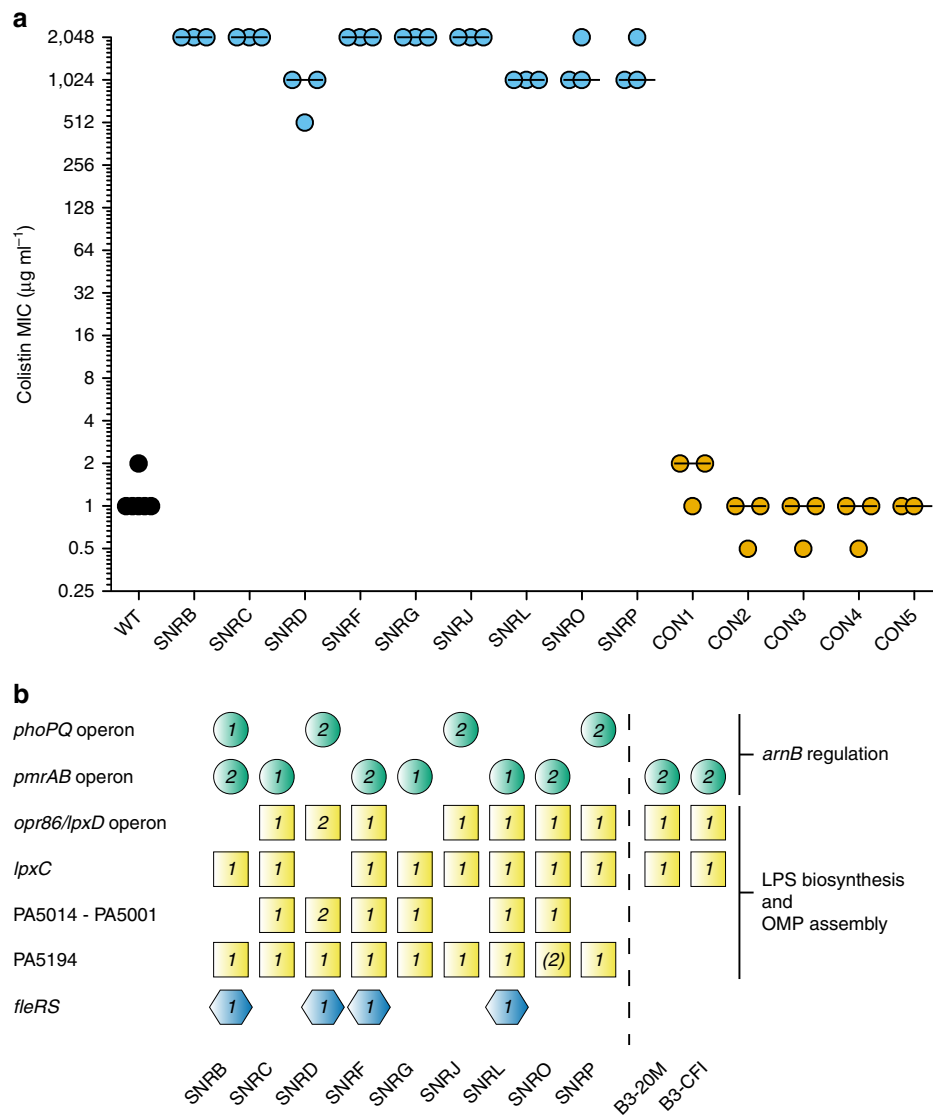 a
2,048
1,024
512
256
128
64
32
16
8
4
2
1
0.5
0.25
Colistin MIC (µg ml⁻¹)
WT SNRB SNRC SNRD SNRF SNRG SNRJ SNRL SNRO SNRP CON1 CON2 CON3 CON4 CON5
b
phoPQ operon 1 2 2 2
pmrAB operon 2 1 2 1 1 2 2 2
arnB regulation
opr86/lpxD operon 1 2 1 1 1 1 1 1 1
lpxC 1 1 1 1 1 1 1 1 1 1
LPS biosynthesis
and
OMP assembly
PA5014 - PA5001 1 2 1 1 1 1
PA5194 1 1 1 1 1 1 1 (2) 1
fleRS 1 1 1 1
SNRB SNRC SNRD SNRF SNRG SNRJ SNRL SNRO SNRP B3-20M B3-CFI